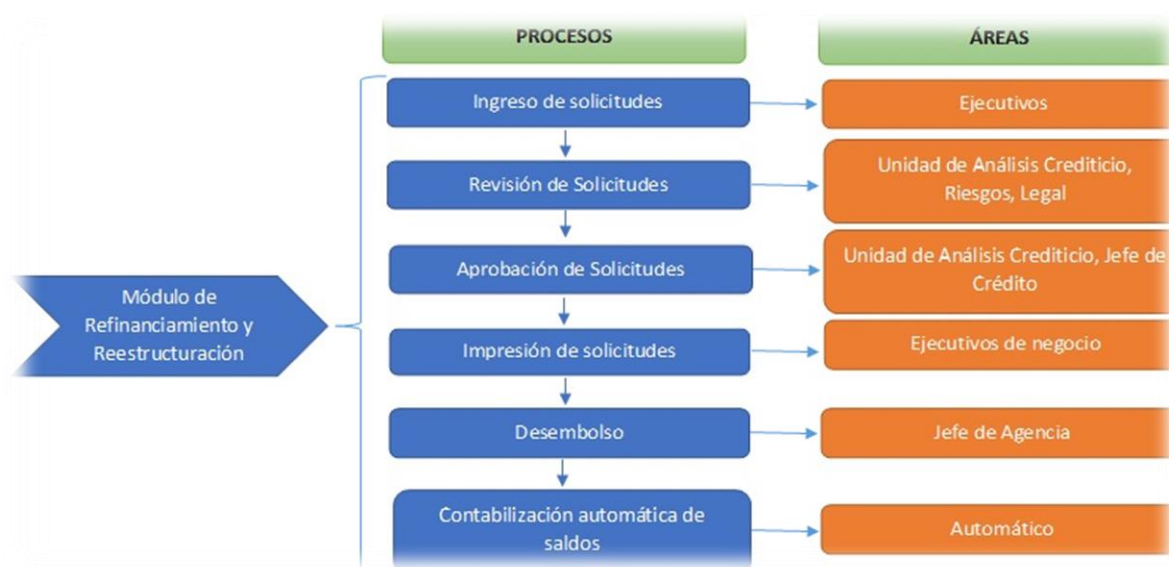 PROCESOS
ÁREAS
Ingreso de solicitudes
Ejecutivos
Revisión de Solicitudes
Unidad de Análisis Crediticio,
Riesgos, Legal
Aprobación de Solicitudes
Unidad de Análisis Crediticio, Jefe de
Crédito
Módulo de
Refinanciamiento y
Reestructuración
Impresión de solicitudes
Ejecutivos de negocio
Desembolso
Jefe de Agencia
Contabilización automática de
saldos
Automático